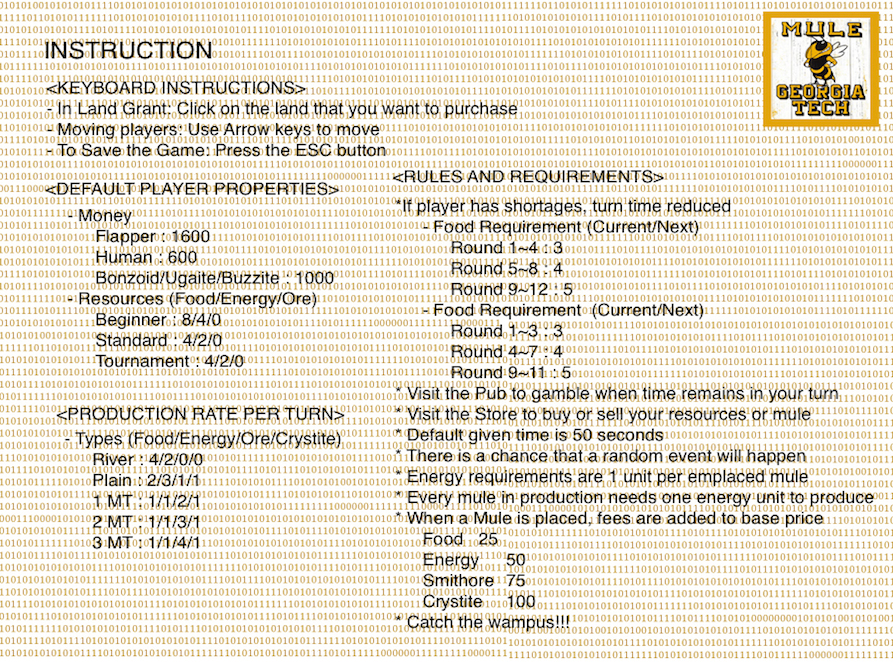 MULE
GEORGIA
TECH
INSTRUCTION
<KEYBOARD INSTRUCTIONS>
- In Land Grant: Click on the land that you want to purchase
- Moving players: Use Arrow keys to move
- To Save the Game: Press the ESC button
<DEFAULT PLAYER PROPERTIES>
- Money
Flapper : 1600
Human : 600
Bonzoid/Ugaite/Buzzite : 1000
- Resources (Food/Energy/Ore)
Beginner : 8/4/0
Standard : 4/2/0
Tournament : 4/2/0
<PRODUCTION RATE PER TURN>
- Types (Food/Energy/Ore/Crystite)
River : 4/2/0/0
Plain : 2/3/1/1
1 MT : 1/1/2/1
2 MT : 1/1/3/1
3 MT : 1/1/4/1
<RULES AND REQUIREMENTS>
*If player has shortages, turn time reduced
- Food Requirement (Current/Next)
Round 1~4 : 3
Round 5~8 : 4
Round 9~12 : 5
- Food Requirement (Current/Next)
Round 1~3 : 3
Round 4~7 : 4
Round 9~11 : 5
* Visit the Pub to gamble when time remains in your turn
* Visit the Store to buy or sell your resources or mule
* Default given time is 50 seconds
* There is a chance that a random event will happen
* Energy requirements are 1 unit per emplaced mule
* Every mule in production needs one energy unit to produce
* When a Mule is placed, fees are added to base price
Food 25
Energy 50
Smithore 75
Crystite 100
* Catch the wampus!!!